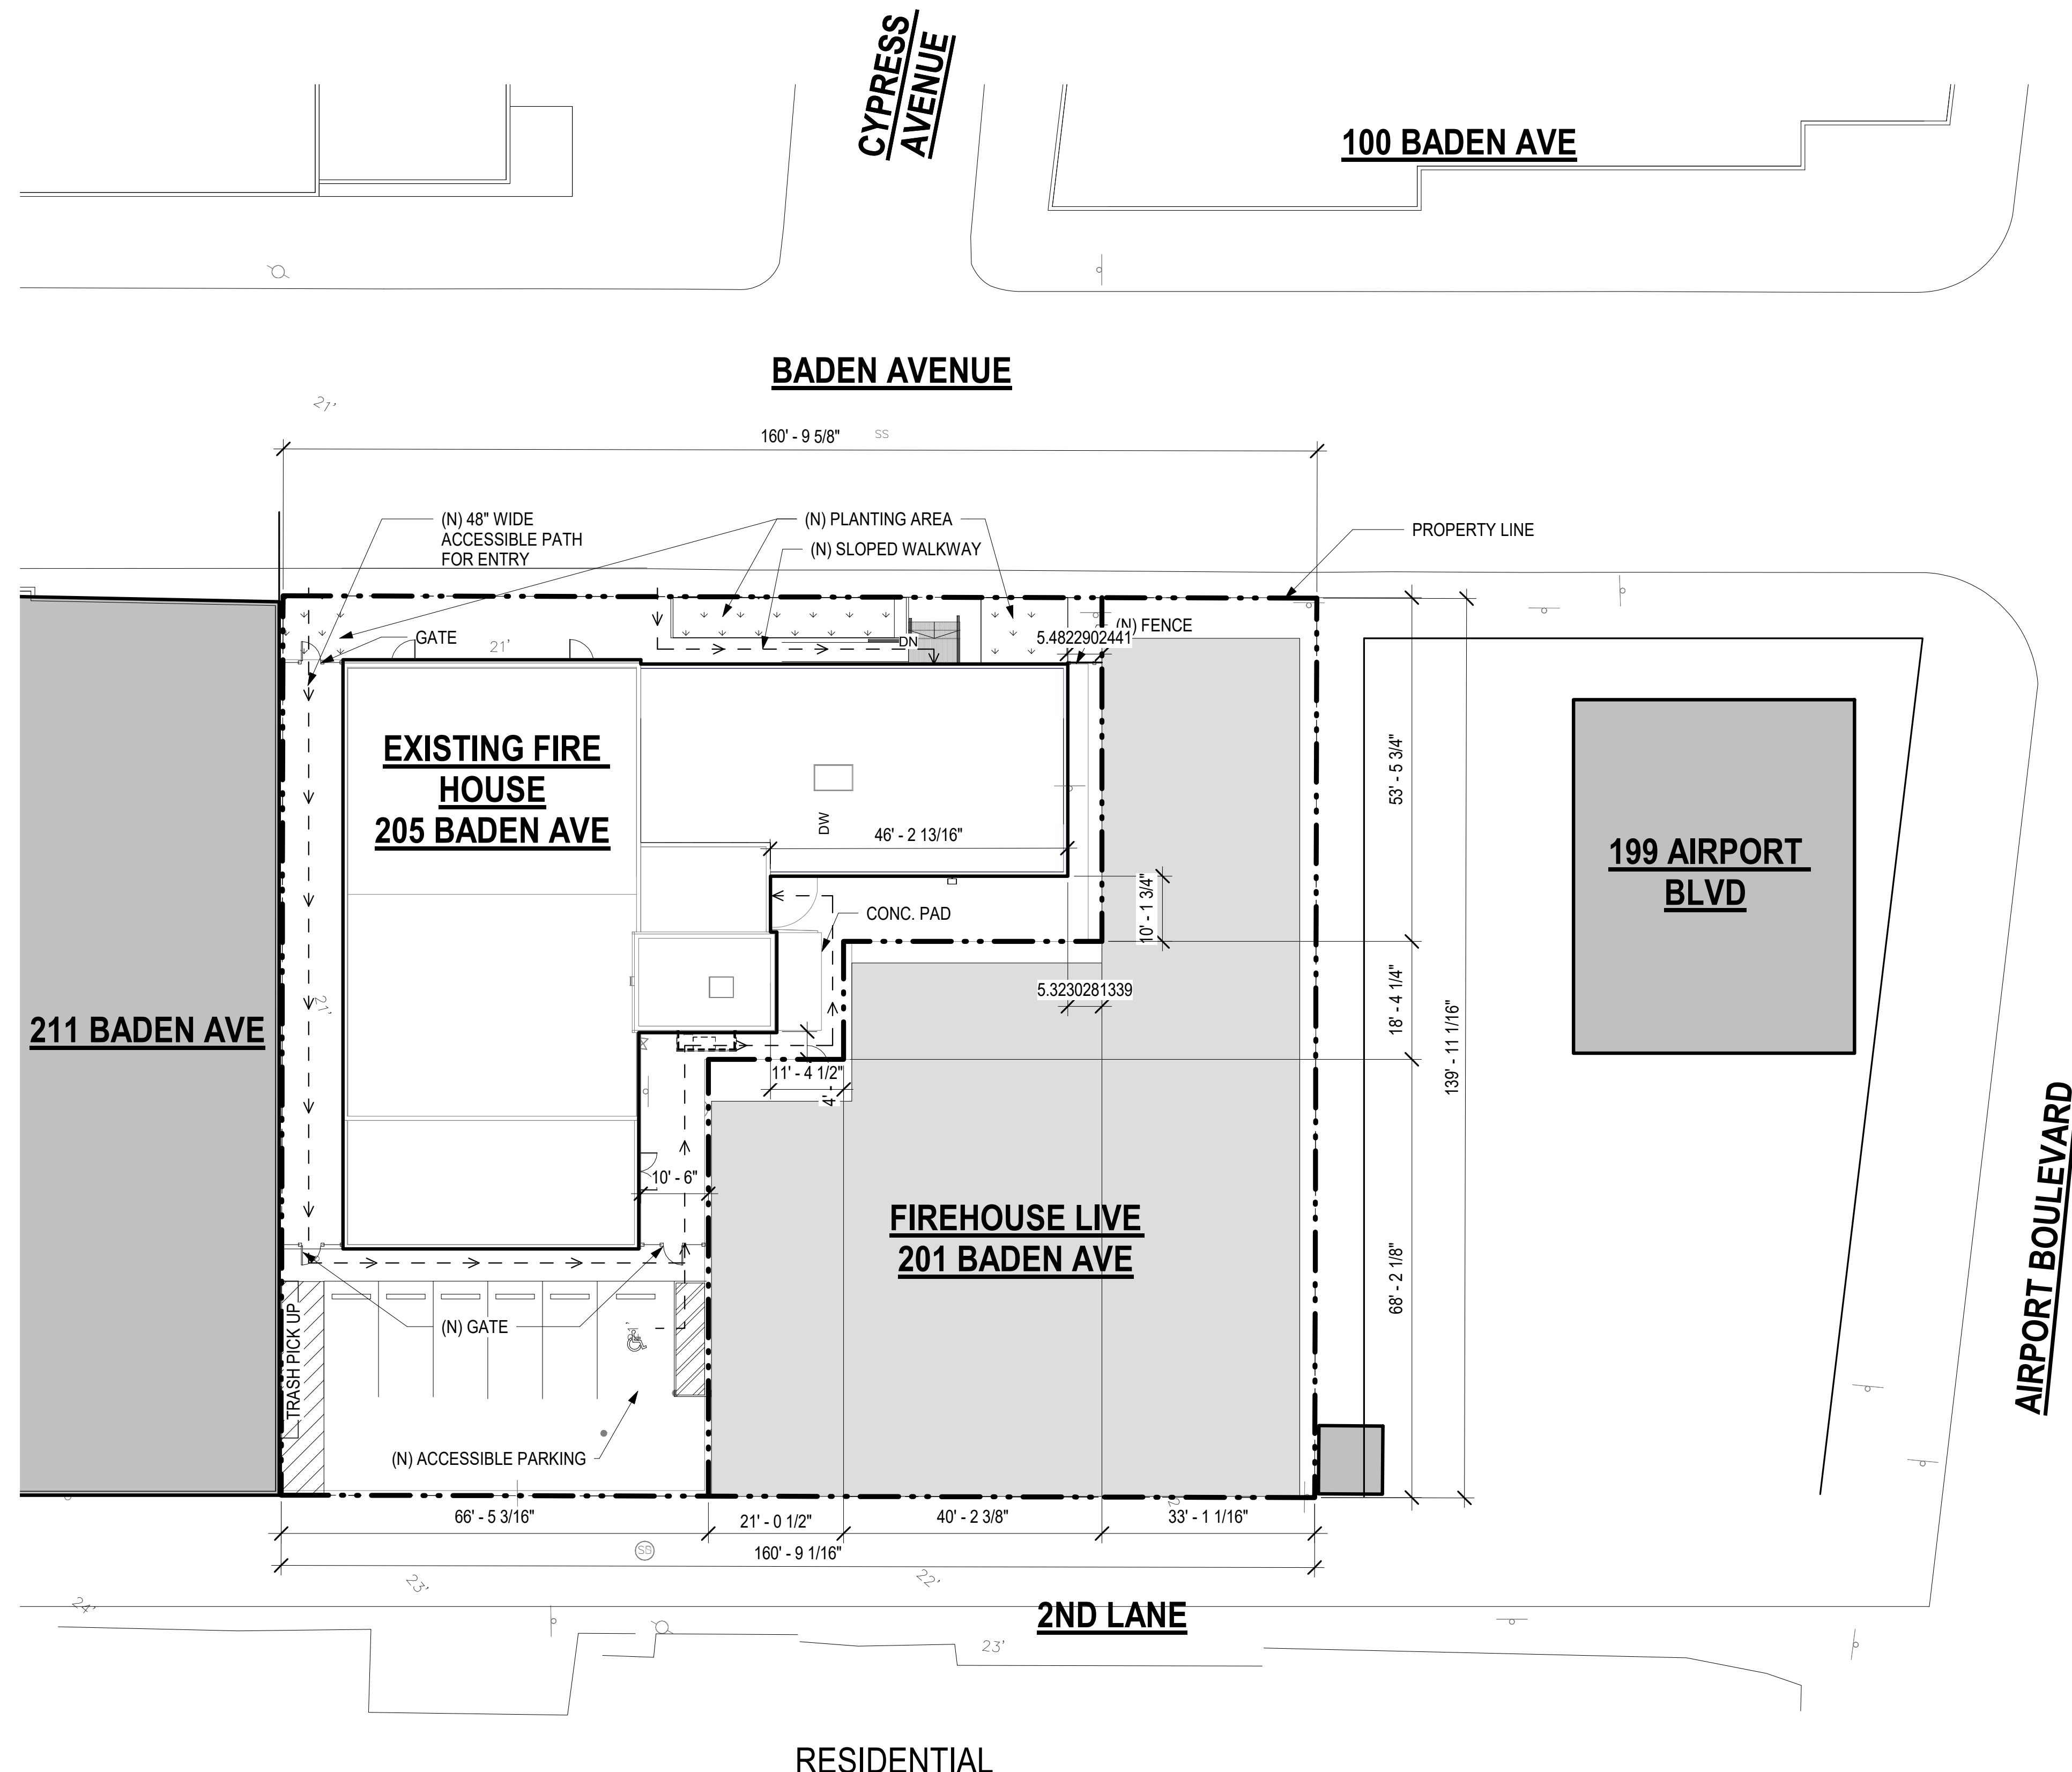 CYPRESS
AVENUE
100 BADEN AVE
BADEN AVENUE
21'
160' - 9 5/8"
SS
(N) 48" WIDE
ACCESSIBLE PATH
FOR ENTRY
(N) PLANTING AREA
(N) SLOPED WALKWAY
PROPERTY LINE
GATE
21'
DN
(N) FENCE
5.4822902441
EXISTING FIRE
HOUSE
205 BADEN AVE
DW
46' - 2 13/16"
53' - 5 3/4"
199 AIRPORT
BLVD
10' - 1 3/4"
CONC. PAD
5.3230281339
18' - 4 1/4"
139' - 11 1/16"
21'
211 BADEN AVE
11' - 4 1/2"
4' -
10' - 6"
FIREHOUSE LIVE
201 BADEN AVE
68' - 2 1/8"
AIRPORT BOULEVARD
TRASH PICK UP
(N) GATE
(N) ACCESSIBLE PARKING
66' - 5 3/16"
21' - 0 1/2"
40' - 2 3/8"
33' - 1 1/16"
160' - 9 1/16"
SB
23'
22'
24'
2ND LANE
23'
RESIDENTIAL